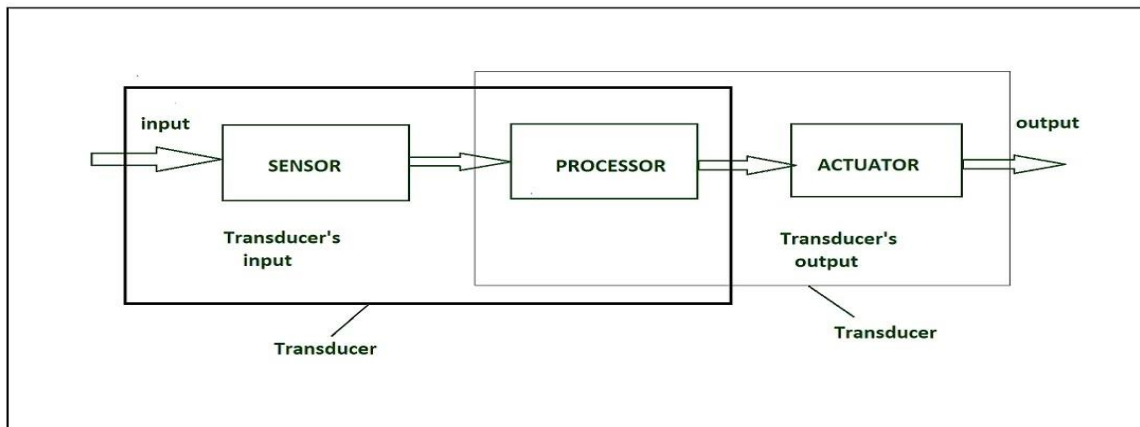 input
SENSOR
PROCESSOR
ACTUATOR
output
Transducer's
input
Transducer's
output
Transducer
Transducer